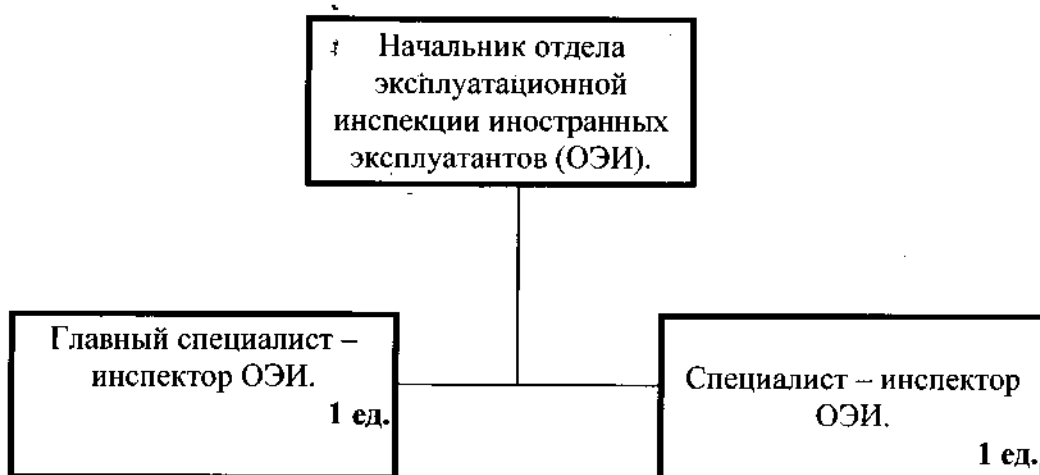 Начальник отдела
эксплуатационной
инспекции иностранных
эксплуатантов (ОЭИ).
Главный специалист –
инспектор ОЭИ.
1 ед.
Специалист – инспектор
ОЭИ.
1 ед.